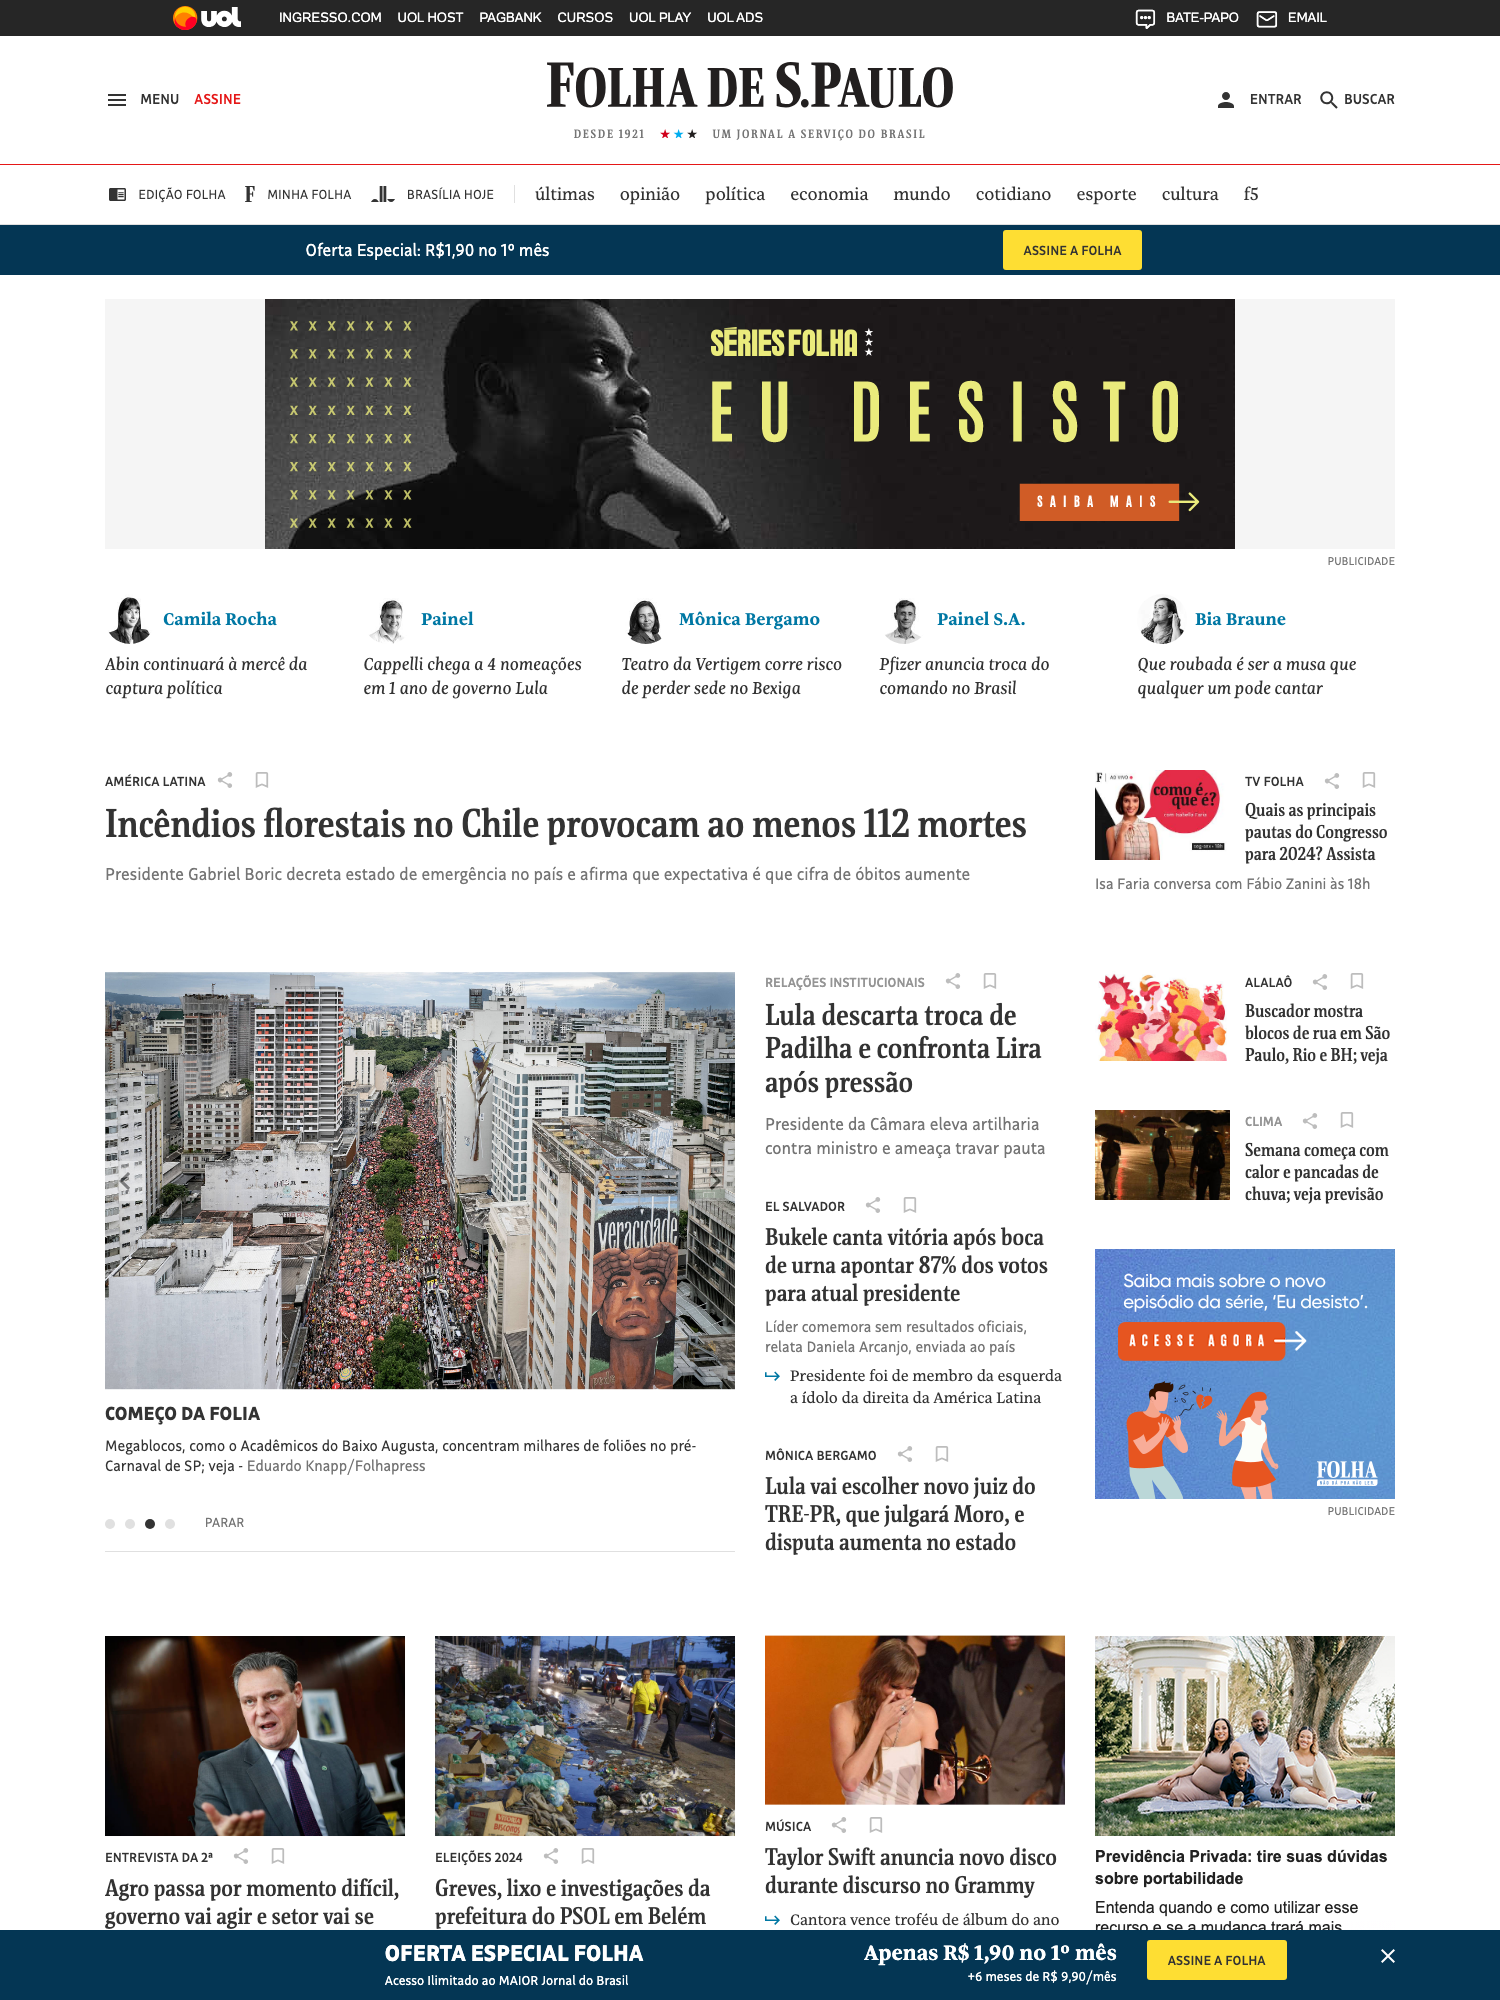 uol INGRESSO.COM UOL HOST PAGBANK CURSOS UOL PLAY UOL ADS BATE-PAPO EMAIL
MENU ASSINE FOLHA DE S.PAULO ENTRAR BUSCAR
DESDE 1921 ★★★ UM JORNAL A SERVIÇO DO BRASIL
EDIÇÃO FOLHA F MINHA FOLHA BRASÍLIA HOJE últimas opinião política economia mundo cotidiano esporte cultura f5
Oferta Especial: R$1,90 no 1º mês ASSINE A FOLHA
X X X X X X X
X X X X X X X
X X X X X X X
X X X X X X X
X X X X X X X
X X X X X X X
X X X X X X X
X X X X X X X
SÉRIES FOLHA
EU DESISTO
SAIBA MAIS
PUBLICIDADE
Camila Rocha
Abin continuará à mercê da
captura política
Painel
Cappelli chega a 4 nomeações
em 1 ano de governo Lula
Mônica Bergamo
Teatro da Vertigem corre risco
de perder sede no Bexiga
Painel S.A.
Pfizer anuncia troca do
comando no Brasil
Bia Braune
Que roubada é ser a musa que
qualquer um pode cantar
AMÉRICA LATINA
Incêndios florestais no Chile provocam ao menos 112 mortes
Presidente Gabriel Boric decreta estado de emergência no país e afirma que expectativa é que cifra de óbitos aumente
F AO VIVO
como é
que é?
TV FOLHA
Quais as principais
pautas do Congresso
para 2024? Assista
Isa Faria conversa com Fábio Zanini às 18h
veracidade
COMEÇO DA FOLIA
Megablocos, como o Acadêmicos do Baixo Augusta, concentram milhares de foliões no pré-
Carnaval de SP; veja - Eduardo Knapp/Folhapress
PARAR
RELAÇÕES INSTITUCIONAIS
Lula descarta troca de
Padilha e confronta Lira
após pressão
Presidente da Câmara eleva artilharia
contra ministro e ameaça travar pauta
EL SALVADOR
Bukele canta vitória após boca
de urna apontar 87% dos votos
para atual presidente
Líder comemora sem resultados oficiais,
relata Daniela Arcanjo, enviada ao país
Presidente foi de membro da esquerda
a ídolo da direita da América Latina
MÔNICA BERGAMO
Lula vai escolher novo juiz do
TRE-PR, que julgará Moro, e
disputa aumenta no estado
ALALAÔ
Buscador mostra
blocos de rua em São
Paulo, Rio e BH; veja
CLIMA
Semana começa com
calor e pancadas de
chuva; veja previsão
Saiba mais sobre o novo
episódio da série, 'Eu desisto'.
ACESSE AGORA
FOLHA
NÃO DÁ PRA NÃO LER
PUBLICIDADE
ENTREVISTA DA 2ª
Agro passa por momento difícil,
governo vai agir e setor vai se
ELEIÇÕES 2024
Greves, lixo e investigações da
prefeitura do PSOL em Belém
MÚSICA
Taylor Swift anuncia novo disco
durante discurso no Grammy
Cantora vence troféu de álbum do ano
Previdência Privada: tire suas dúvidas
sobre portabilidade
Entenda quando e como utilizar esse
recurso e se a mudança trará mais
OFERTA ESPECIAL FOLHA
Acesso Ilimitado ao MAIOR Jornal do Brasil
Apenas R$ 1,90 no 1º mês
+6 meses de R$ 9,90/mês
ASSINE A FOLHA